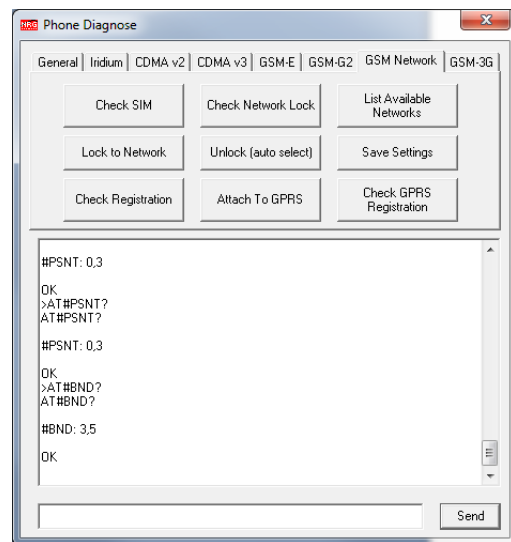 NRG Phone Diagnose
General Iridium CDMA v2 CDMA v3 GSM-E GSM-G2 GSM Network GSM-3G
Check SIM Check Network Lock List Available
Networks
Lock to Network Unlock (auto select) Save Settings
Check Registration Attach To GPRS Check GPRS
Registration
#PSNT: 0,3
OK
>AT#PSNT?
AT#PSNT?
#PSNT: 0,3
OK
>AT#BND?
AT#BND?
#BND: 3,5
OK
Send